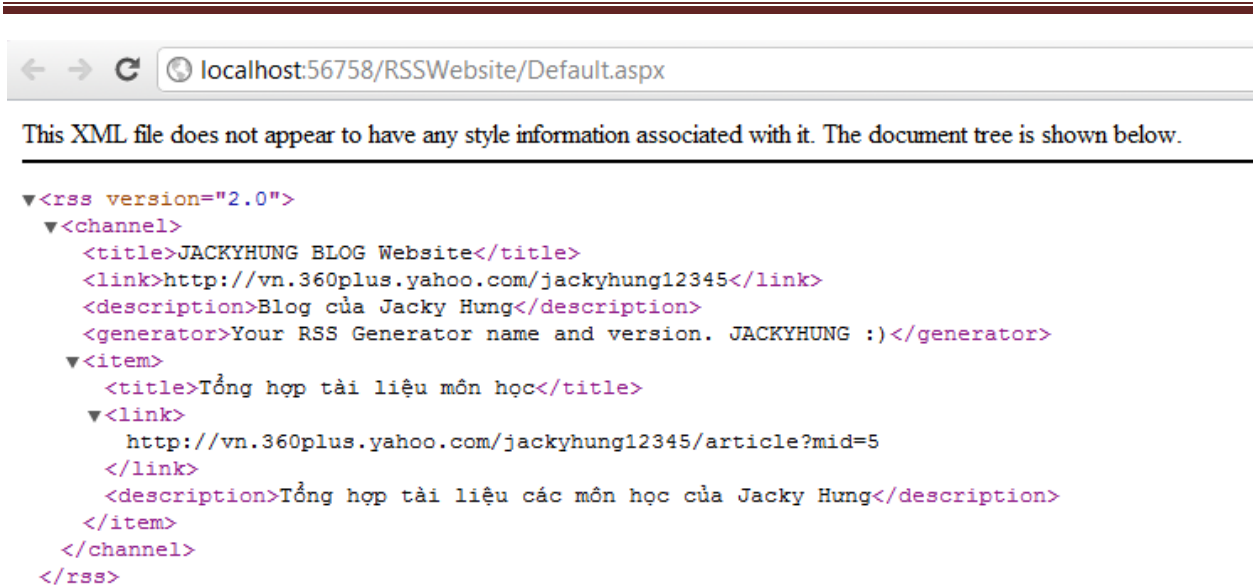 localhost:56758/RSSWebsite/Default.aspx
This XML file does not appear to have any style information associated with it. The document tree is shown below.
▼<rss version="2.0">
▼<channel>
<title>JACKYHUNG BLOG Website</title>
<link>http://vn.360plus.yahoo.com/jackyhung12345</link>
<description>Blog của Jacky Hung</description>
<generator>Your RSS Generator name and version. JACKYHUNG :)</generator>
▼<item>
<title>Tổng hợp tài liệu môn học</title>
▼<link>
http://vn.360plus.yahoo.com/jackyhung12345/article?mid=5
</link>
<description>Tổng hợp tài liệu các môn học của Jacky Hung</description>
</item>
</channel>
</rss>